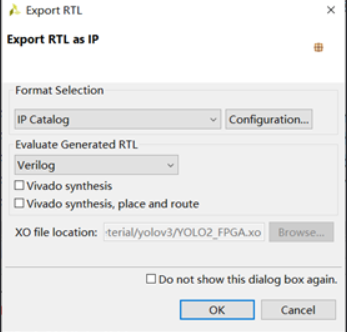 Export RTL
Export RTL as IP
Format Selection
IP Catalog
Configuration...
Evaluate Generated RTL
Verilog
Vivado synthesis
Vivado synthesis, place and route
XO file location:
terial/yolov3/YOLO2_FPGA.xo
Browse...
Do not show this dialog box again.
OK
Cancel